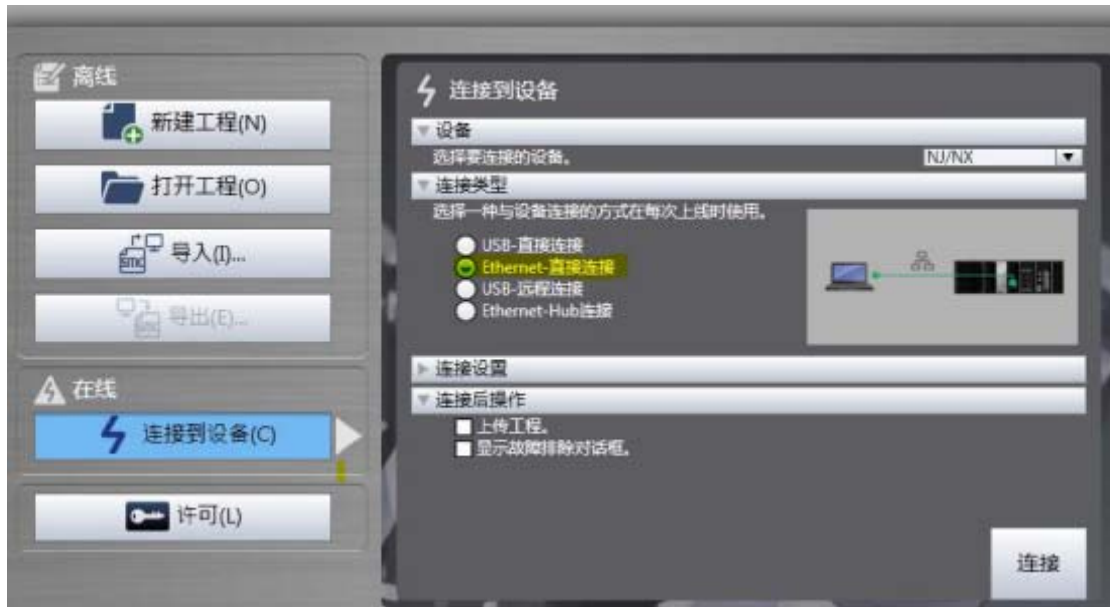 离线
新建工程(N)
打开工程(O)
导入(I)...
导出(E)...
在线
连接到设备(C)
许可(L)
连接到设备
设备
选择要连接的设备。
NJ/NX
连接类型
选择一种与设备连接的方式在每次上线时使用。
USB-直接连接
Ethernet-直接连接
USB-远程连接
Ethernet-Hub连接
连接设置
连接后操作
上传工程。
显示故障排除对话框。
连接